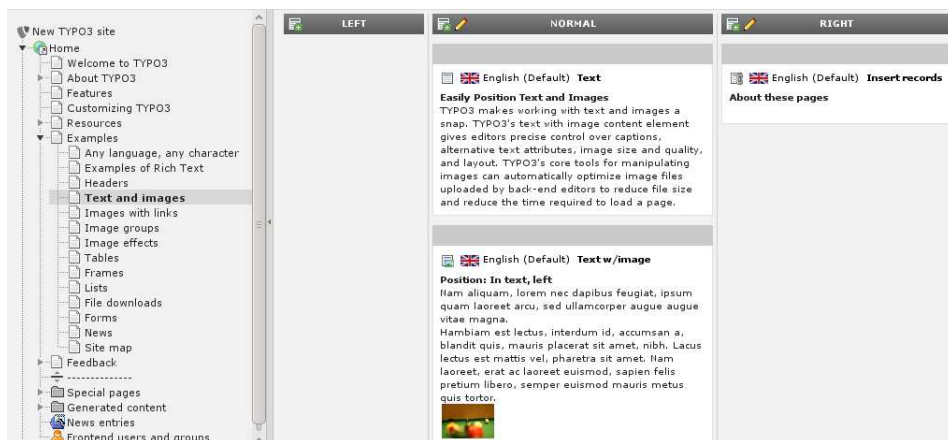 New TYPO3 site
Home
Welcome to TYPO3
About TYPO3
Features
Customizing TYPO3
Resources
Examples
Any language, any character
Examples of Rich Text
Headers
Text and images
Images with links
Image groups
Image effects
Tables
Frames
Lists
File downloads
Forms
News
Site map
Feedback
--------------
Special pages
Generated content
News entries
Frontend users and groups
LEFT
NORMAL
English (Default) Text
Easily Position Text and Images
TYPO3 makes working with text and images a
snap. TYPO3's text with image content element
gives editors precise control over captions,
alternative text attributes, image size and quality,
and layout. TYPO3's core tools for manipulating
images can automatically optimize image files
uploaded by back-end editors to reduce file size
and reduce the time required to load a page.
English (Default) Text w/image
Position: In text, left
Nam aliquam, lorem nec dapibus feugiat, ipsum
quam laoreet arcu, sed ullamcorper augue augue
vitae magna.
Hambiam est lectus, interdum id, accumsan a,
blandit quis, mauris placerat sit amet, nibh. Lacus
lectus est mattis vel, pharetra sit amet. Nam
laoreet, erat ac laoreet euismod, sapien felis
pretium libero, semper euismod mauris metus
quis tortor.
RIGHT
English (Default) Insert records
About these pages